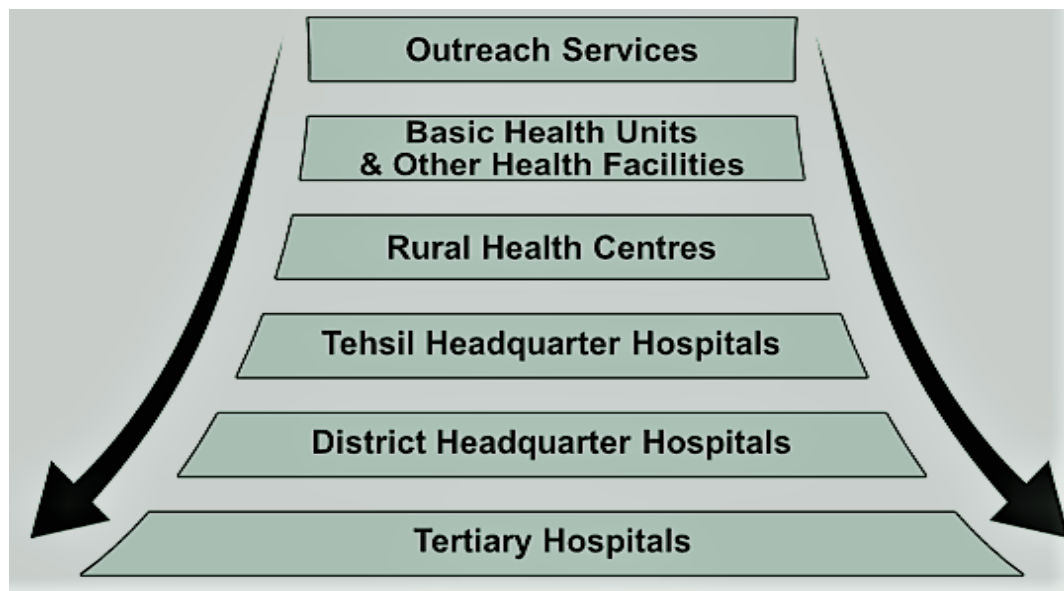 Outreach Services
Basic Health Units
& Other Health Facilities
Rural Health Centres
Tehsil Headquarter Hospitals
District Headquarter Hospitals
Tertiary Hospitals